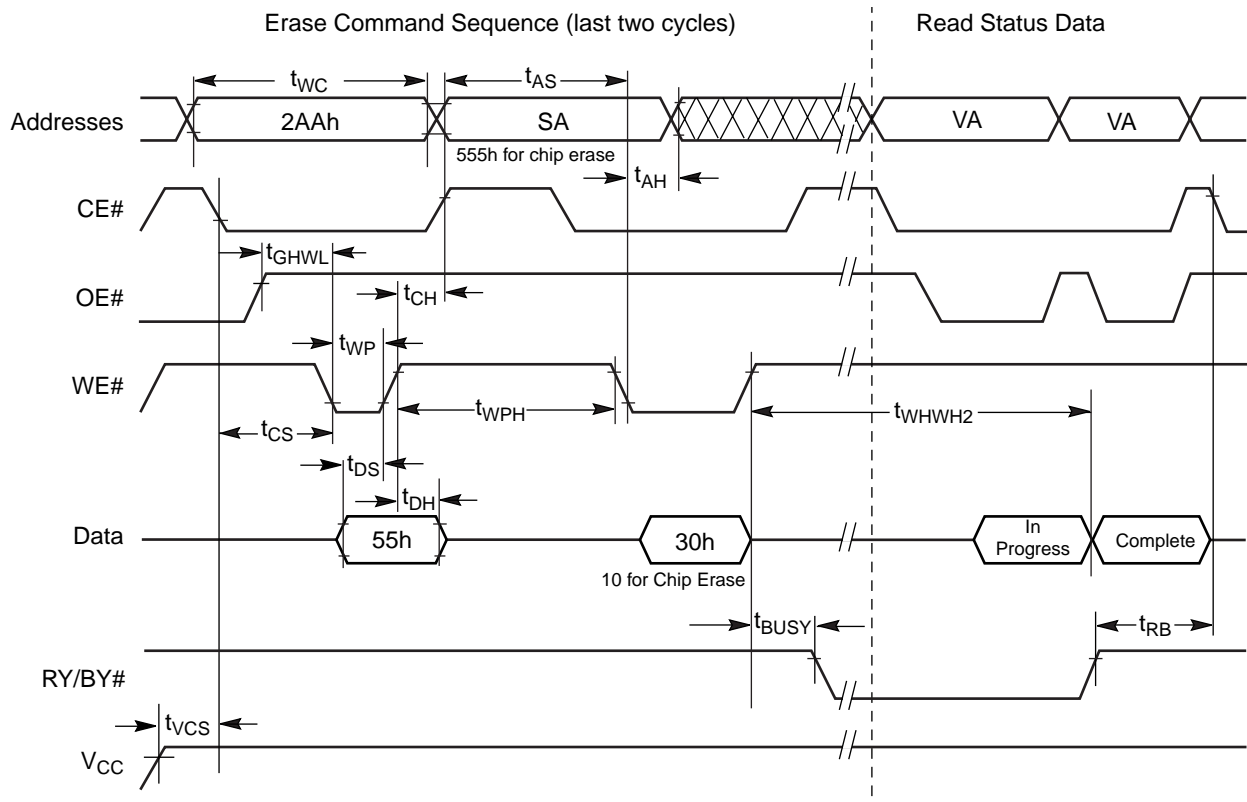 Erase Command Sequence (last two cycles)
Read Status Data
tWC
tAS
Addresses
2AAh
SA
VA
VA
555h for chip erase
tAH
CE#
tGHWL
OE#
tCH
tWP
WE#
tWPH
tWHWH2
tCS
tDS
tDH
Data
55h
30h
In
Progress
Complete
10 for Chip Erase
tBUSY
tRB
RY/BY#
tVCS
VCC